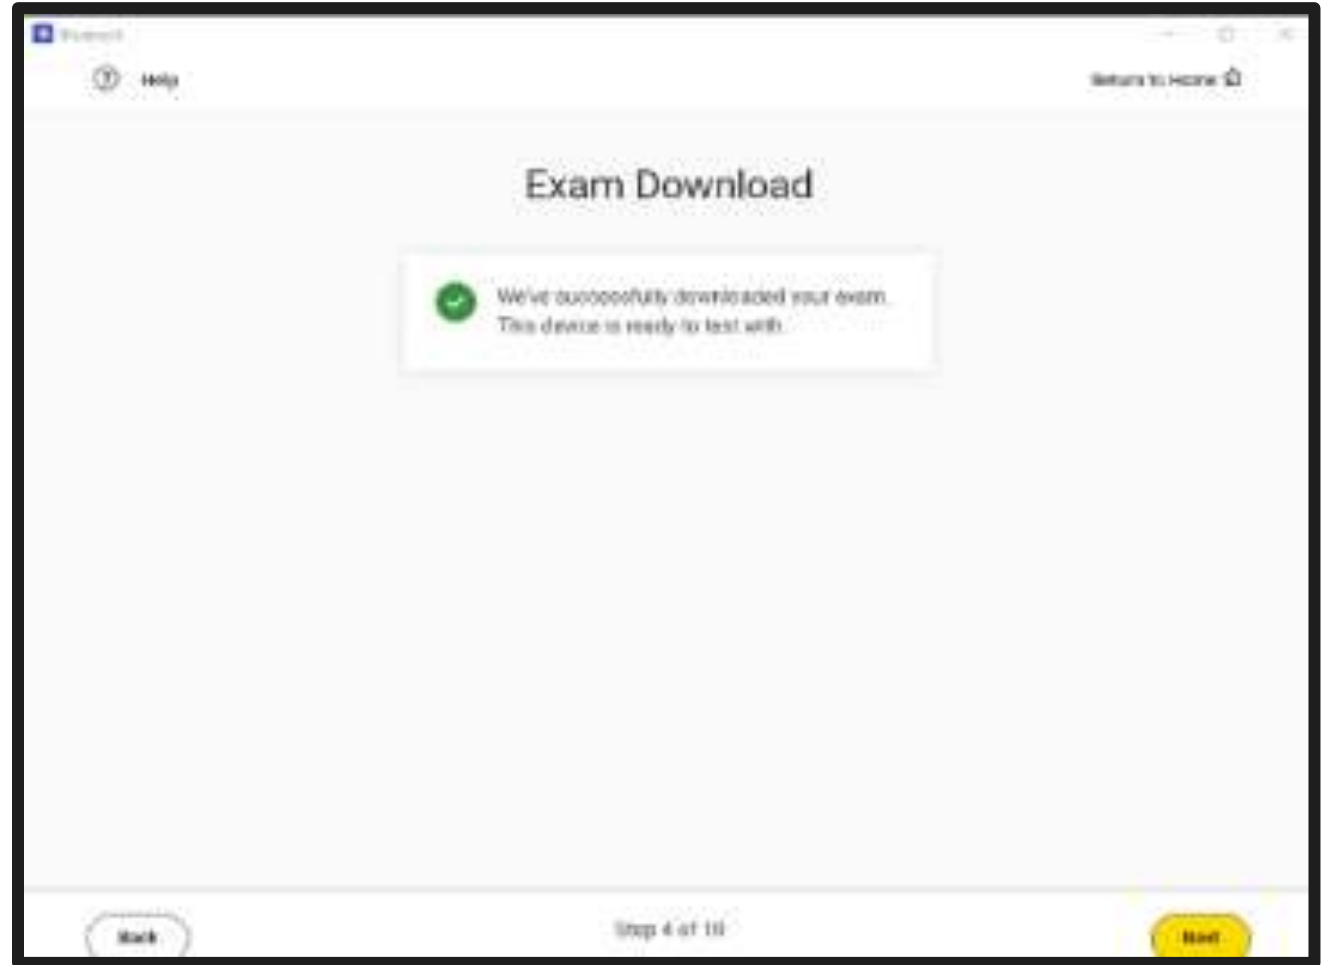 Bluebook
Help
Return to Home
Exam Download
We've successfully downloaded your exam.
This device is ready to test with.
Back
Step 4 of 10
Next